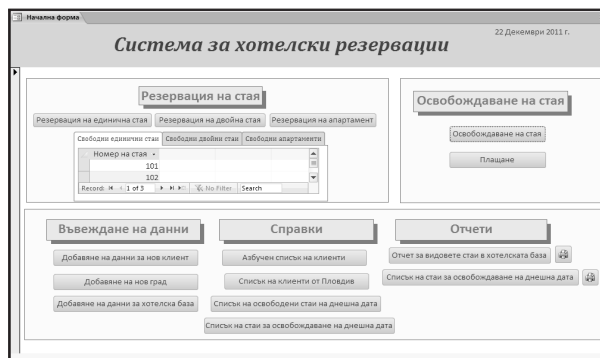 Начална форма
22 Декември 2011 г.
Система за хотелски резервации
Резервация на стая
Резервация на единична стая Резервация на двойна стая Резервация на апартамент
Свободни единични стаи Свободни двойни стаи Свободни апартаменти
Номер на стая
101
102
Record: 1 of 3 No Filter Search
Освобождаване на стая
Освобождаване на стая
Плащане
Въвеждане на данни
Добавяне на данни за нов клиент
Добавяне на нов град
Добавяне на данни за хотелска база
Справки
Азбучен списък на клиенти
Списък на клиенти от Пловдив
Списък на освободени стаи на днешна дата
Списък на стаи за освобождаване на днешна дата
Отчети
Отчет за видовете стаи в хотелската база
Списък на стаи за освобождаване на днешна дата